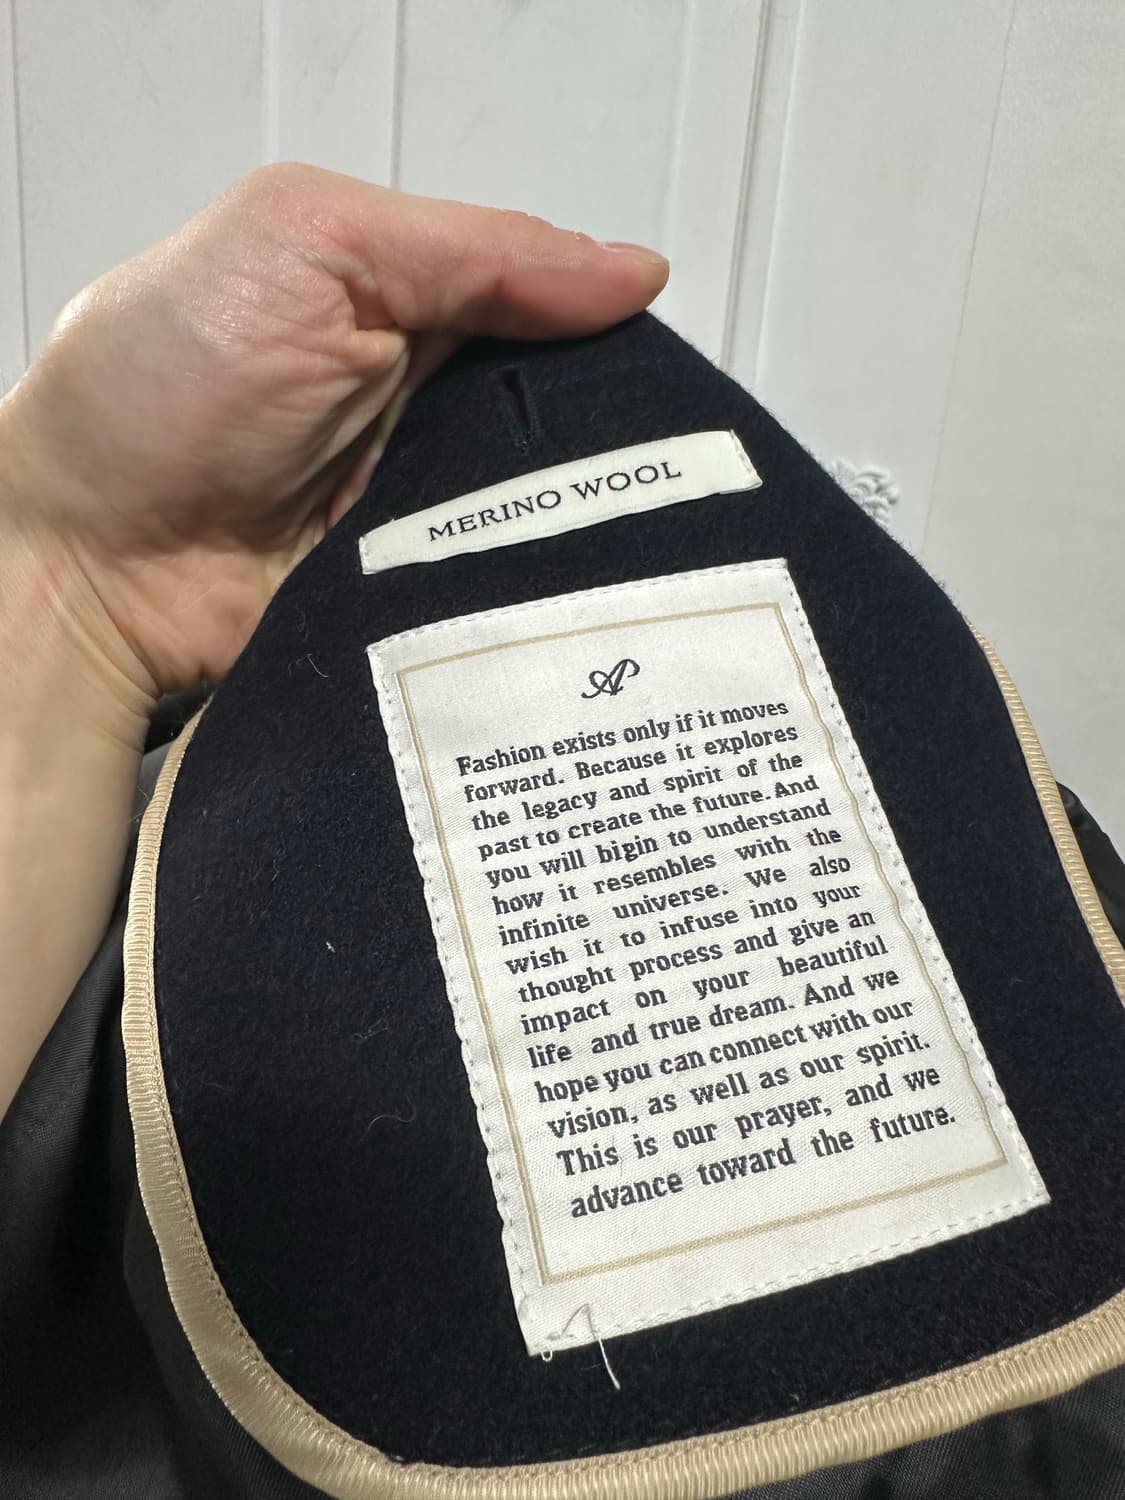 MERINO WOOL
AP
Fashion exists only if it moves
forward. Because it explores
the legacy and spirit of the
past to create the future. And
you will bigin to understand
how it resembles with the
infinite universe. We also
wish it to infuse into your
thought process and give an
impact on your beautiful
life and true dream. And we
hope you can connect with our
vision, as well as our spirit.
This is our prayer, and we
advance toward the future.